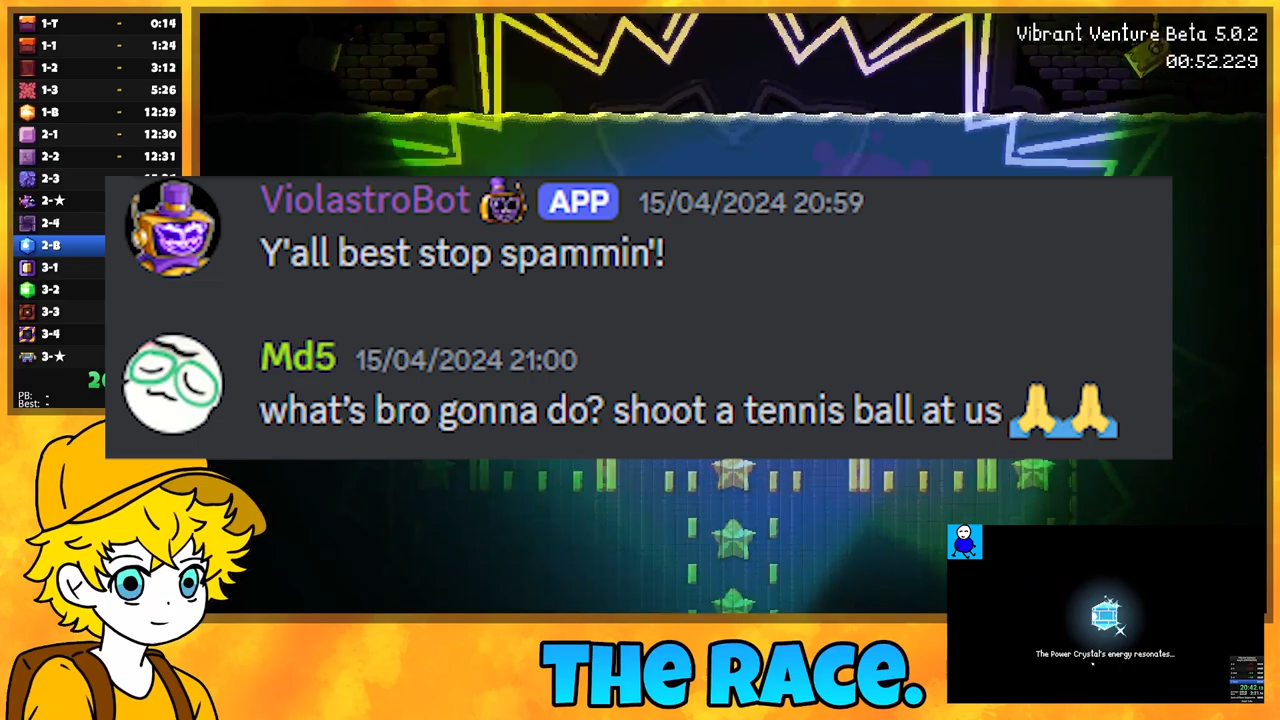 1-T - 0:14
1-1 - 1:24
1-2 - 3:12
1-3 - 5:26
1-B - 12:29
2-1 - 12:30
2-2 - 12:31
2-3
2-★
2-4
2-B
3-1
3-2
3-3
3-4
3-★
PB: -
Best: -
Vibrant Venture Beta 5.0.2
00:52.229
ViolastroBot APP 15/04/2024 20:59
Y'all best stop spammin'!
Md5 15/04/2024 21:00
what's bro gonna do? shoot a tennis ball at us 🙏🙏
The Power Crystal's energy resonates...
20:42
THE RACE.